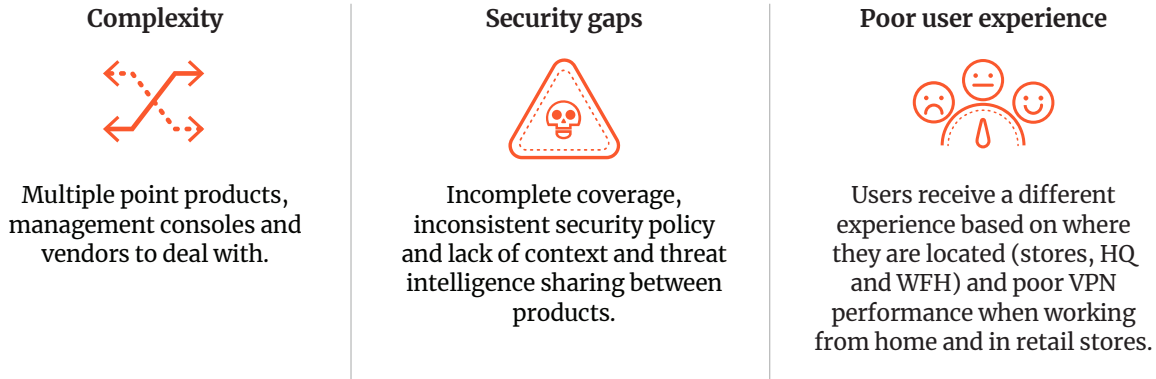 Complexity
Multiple point products,
management consoles and
vendors to deal with.
Security gaps
Incomplete coverage,
inconsistent security policy
and lack of context and threat
intelligence sharing between
products.
Poor user experience
Users receive a different
experience based on where
they are located (stores, HQ
and WFH) and poor VPN
performance when working
from home and in retail stores.